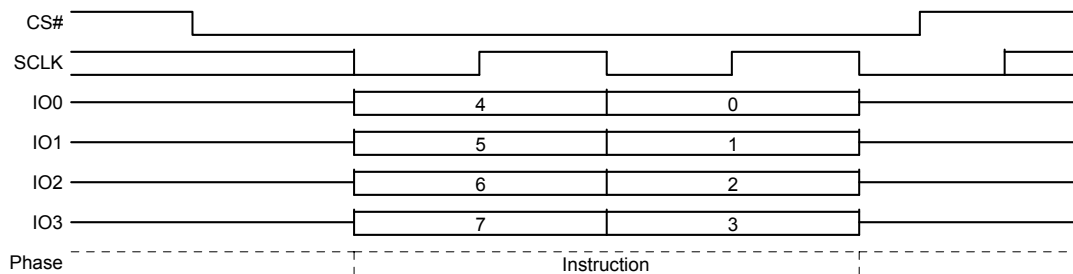 CS#
SCLK
IO0 4 0
IO1 5 1
IO2 6 2
IO3 7 3
Phase Instruction